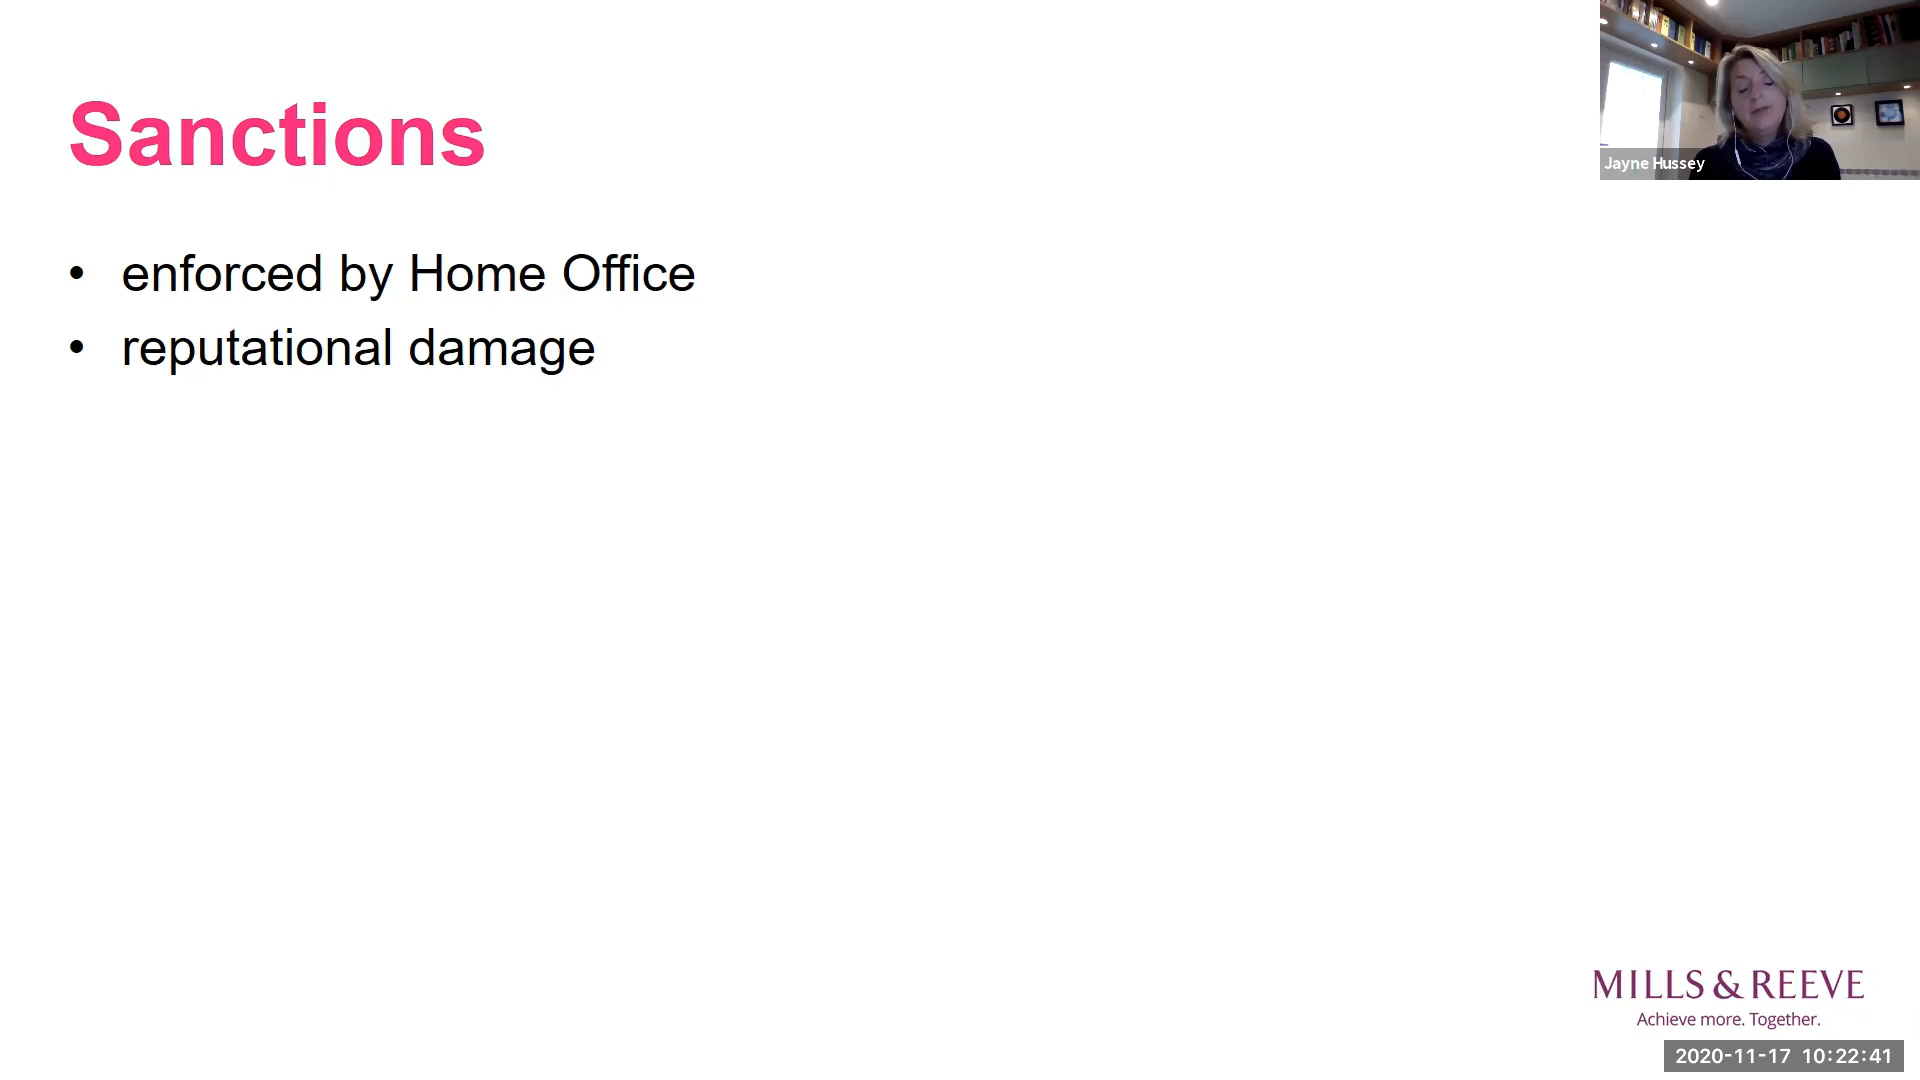 Sanctions
• enforced by Home Office
• reputational damage
Jayne Hussey
MILLS & REEVE
Achieve more. Together.
2020-11-17 10:22:41